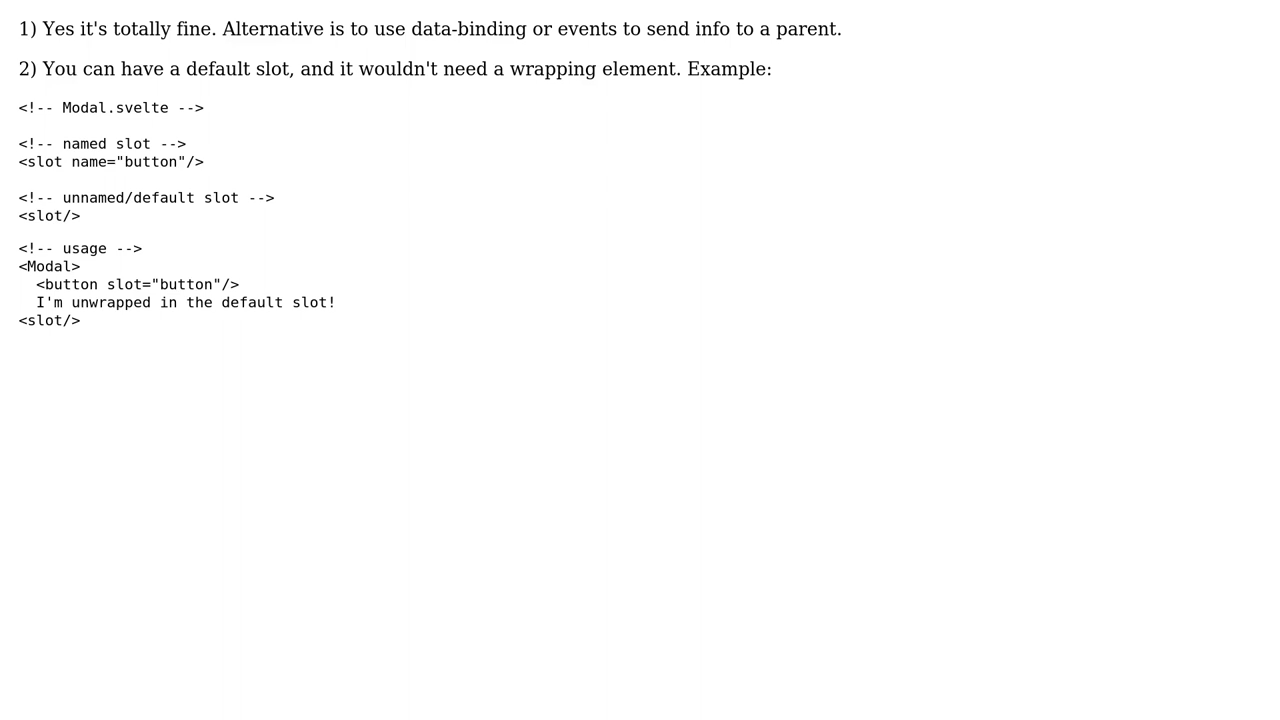 1) Yes it's totally fine. Alternative is to use data-binding or events to send info to a parent.
2) You can have a default slot, and it wouldn't need a wrapping element. Example:
<!-- Modal.svelte -->
<!-- named slot -->
<slot name="button"/>
<!-- unnamed/default slot -->
<slot/>
<!-- usage -->
<Modal>
  <button slot="button"/>
  I'm unwrapped in the default slot!
<slot/>